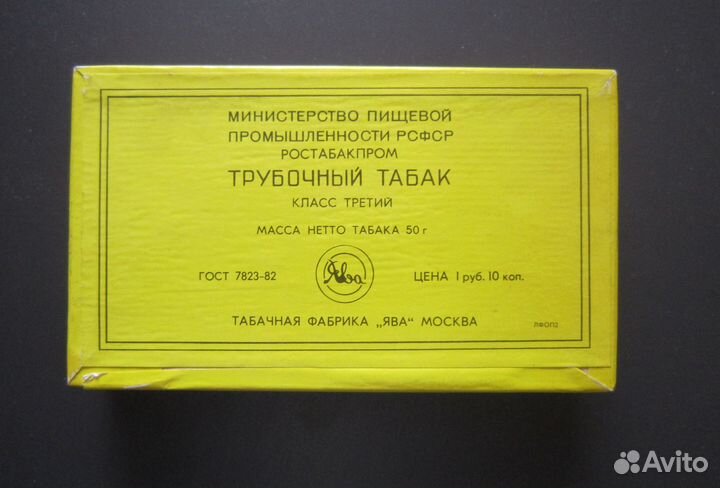 МИНИСТЕРСТВО ПИЩЕВОЙ
ПРОМЫШЛЕННОСТИ РСФСР
РОСТАБАКПРОМ
ТРУБОЧНЫЙ ТАБАК
КЛАСС ТРЕТИЙ
МАССА НЕТТО ТАБАКА 50 г
ГОСТ 7823-82 Ява ЦЕНА 1 руб. 10 коп.
ТАБАЧНАЯ ФАБРИКА „ЯВА“ МОСКВА
ЛФОП2
Avito